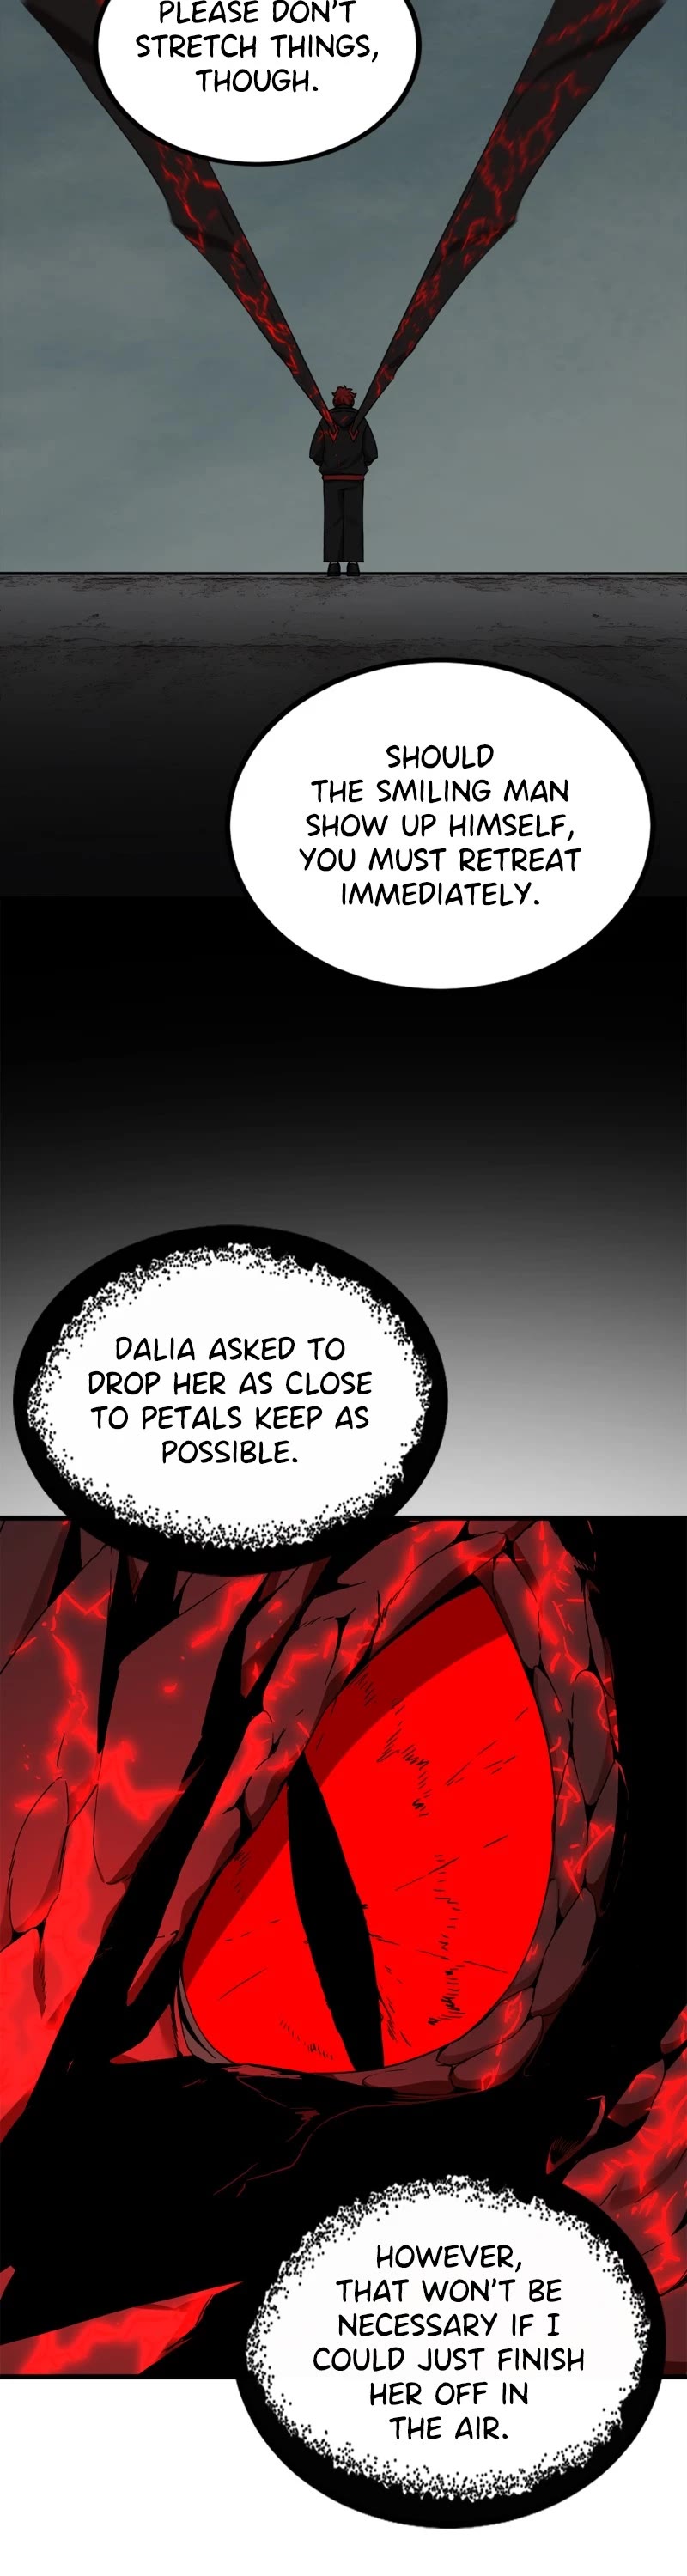 PLEASE DON'T
STRETCH THINGS,
THOUGH.
SHOULD
THE SMILING MAN
SHOW UP HIMSELF,
YOU MUST RETREAT
IMMEDIATELY.
DALIA ASKED TO
DROP HER AS CLOSE
TO PETALS KEEP AS
POSSIBLE.
HOWEVER,
THAT WON'T BE
NECESSARY IF I
COULD JUST FINISH
HER OFF IN
THE AIR.